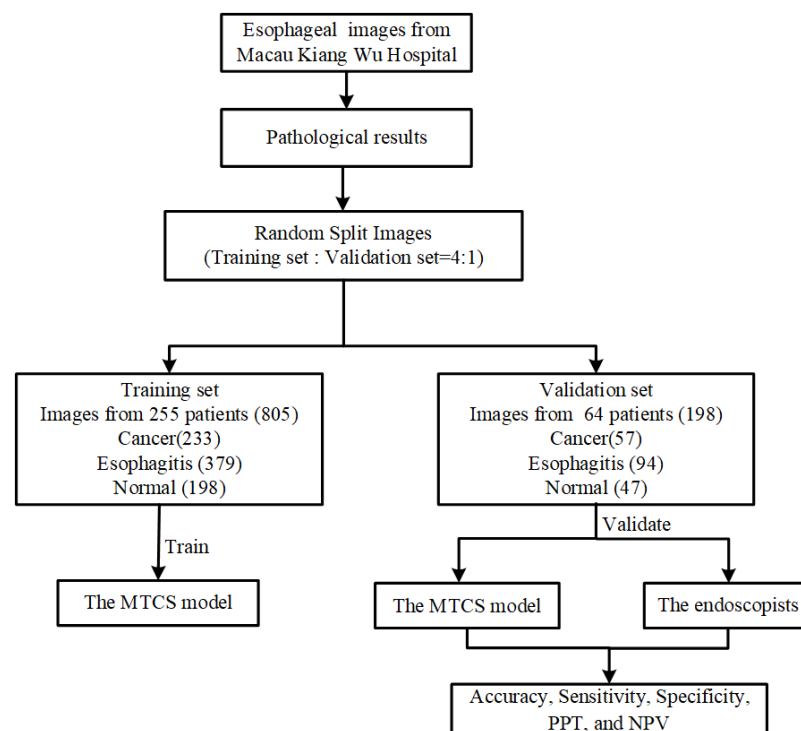 Esophageal images from
Macau Kiang Wu Hospital
Pathological results
Random Split Images
(Training set : Validation set=4:1)
Training set
Images from 255 patients (805)
Cancer(233)
Esophagitis (379)
Normal (198)
Validation set
Images from 64 patients (198)
Cancer(57)
Esophagitis (94)
Normal (47)
Train
Validate
The MTCS model
The MTCS model
The endoscopists
Accuracy, Sensitivity, Specificity,
PPT, and NPV